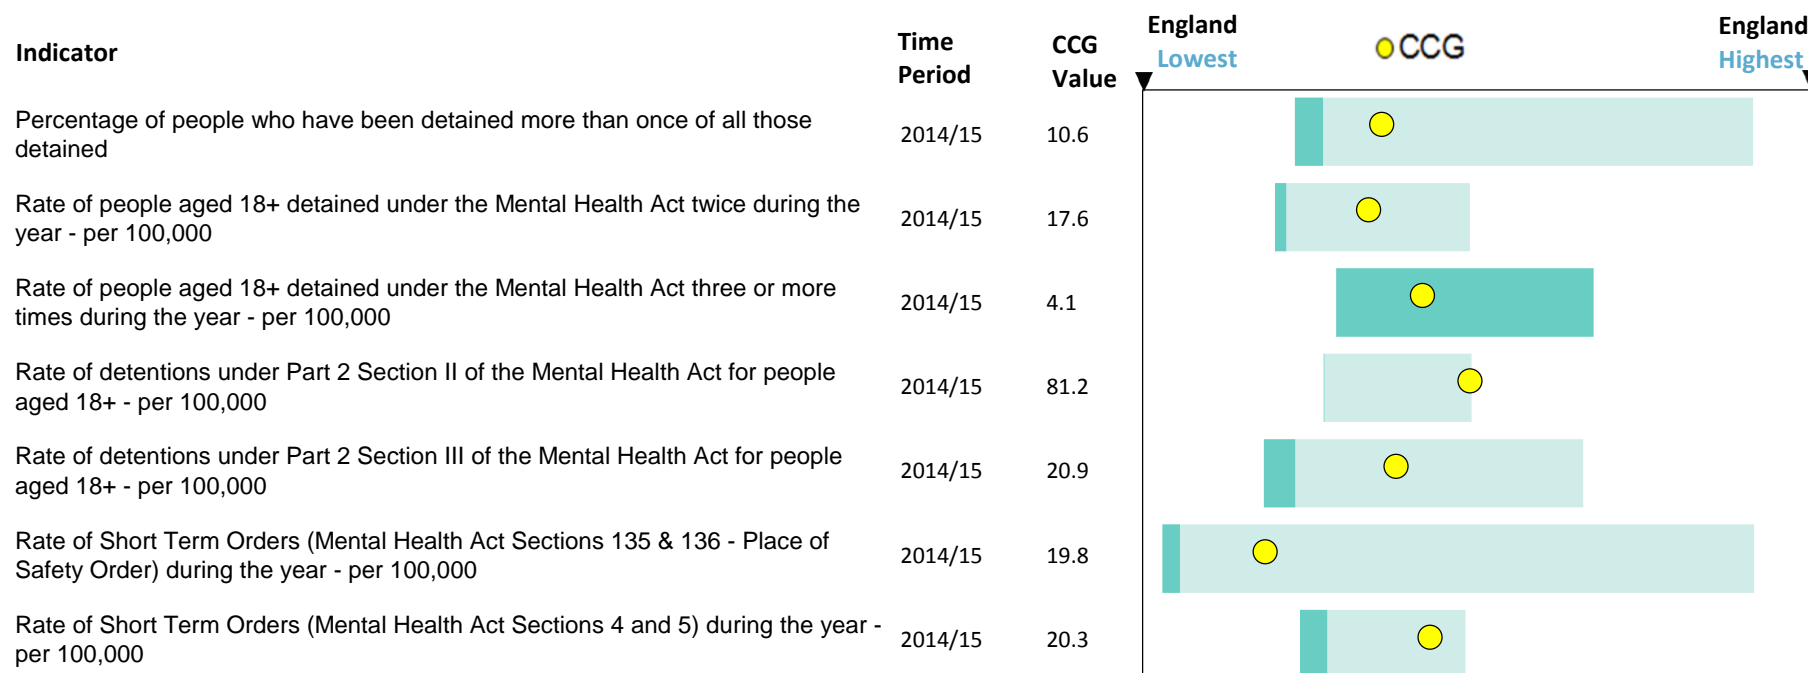 Indicator
Time
Period
CCG
Value
England
Lowest
CCG
England
Highest
Percentage of people who have been detained more than once of all those
detained
2014/15
10.6
Rate of people aged 18+ detained under the Mental Health Act twice during the
year - per 100,000
2014/15
17.6
Rate of people aged 18+ detained under the Mental Health Act three or more
times during the year - per 100,000
2014/15
4.1
Rate of detentions under Part 2 Section II of the Mental Health Act for people
aged 18+ - per 100,000
2014/15
81.2
Rate of detentions under Part 2 Section III of the Mental Health Act for people
aged 18+ - per 100,000
2014/15
20.9
Rate of Short Term Orders (Mental Health Act Sections 135 & 136 - Place of
Safety Order) during the year - per 100,000
2014/15
19.8
Rate of Short Term Orders (Mental Health Act Sections 4 and 5) during the year -
per 100,000
2014/15
20.3